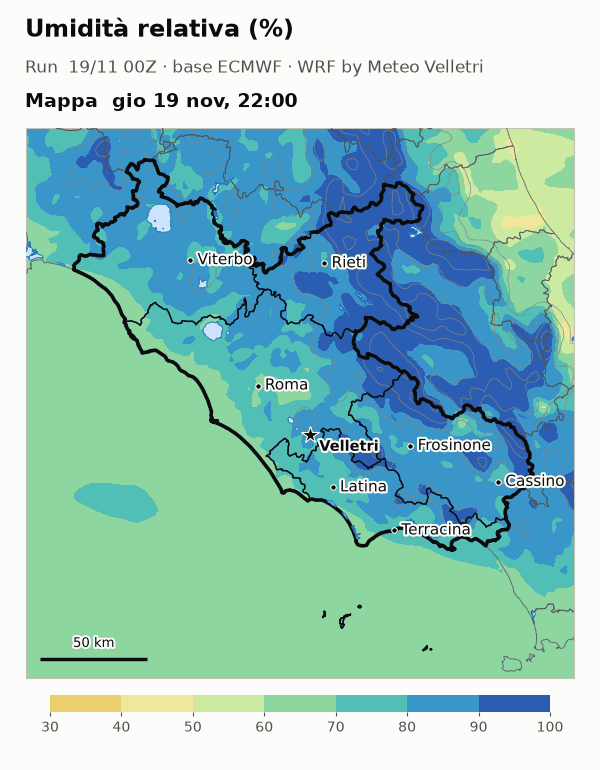 Umidità relativa (%)
Run  19/11 00Z · base ECMWF · WRF by Meteo Velletri
Mappa  gio 19 nov, 22:00
Viterbo
Rieti
Roma
Velletri
Frosinone
Cassino
Latina
Terracina
50 km
30 40 50 60 70 80 90 100